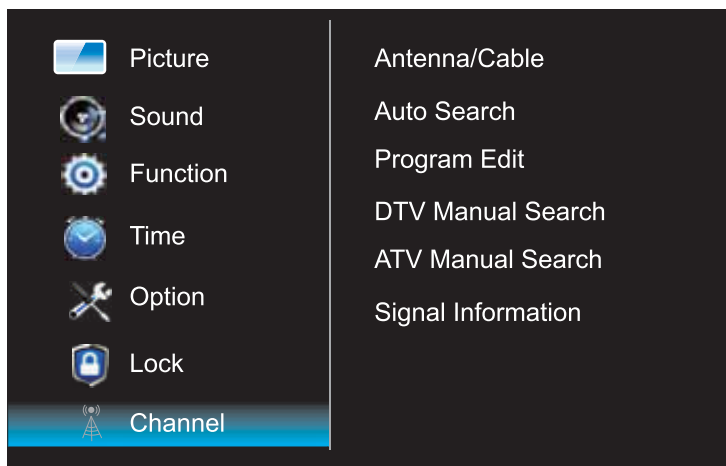 Picture
Sound
Function
Time
Option
Lock
Channel
Antenna/Cable
Auto Search
Program Edit
DTV Manual Search
ATV Manual Search
Signal Information